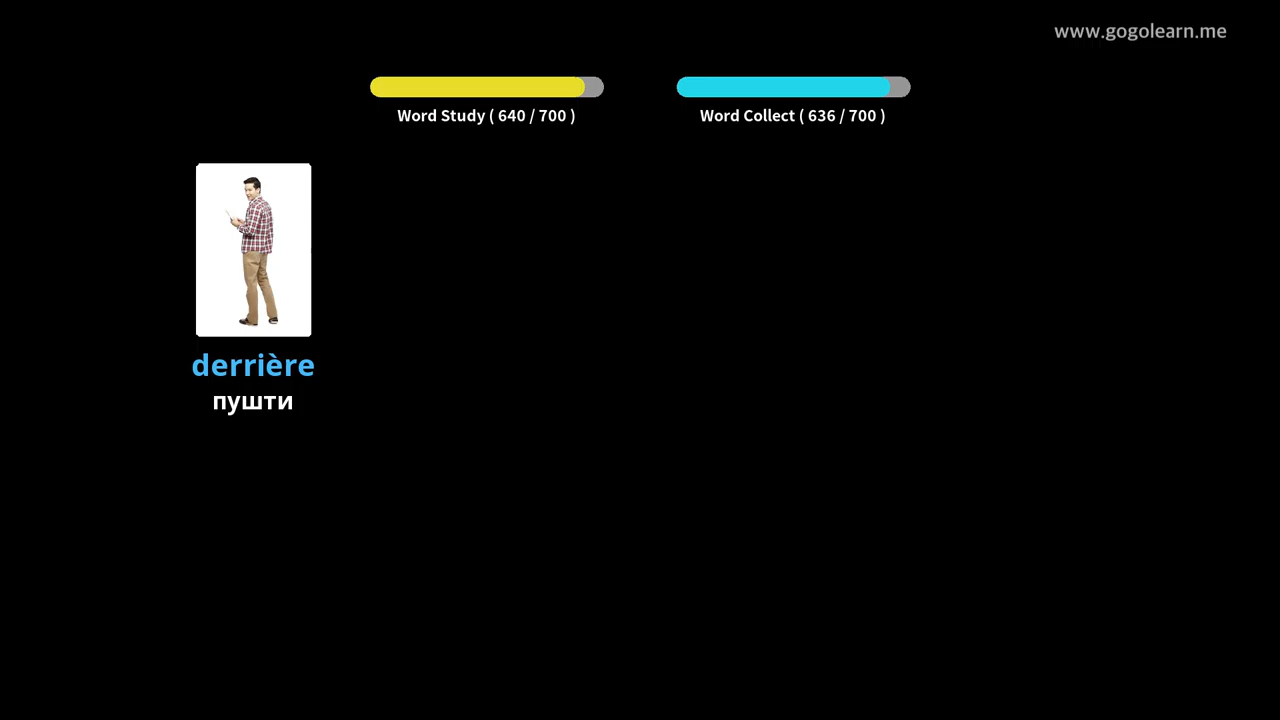 www.gogolearn.me
Word Study ( 640 / 700 )
Word Collect ( 636 / 700 )
derrière
пушти